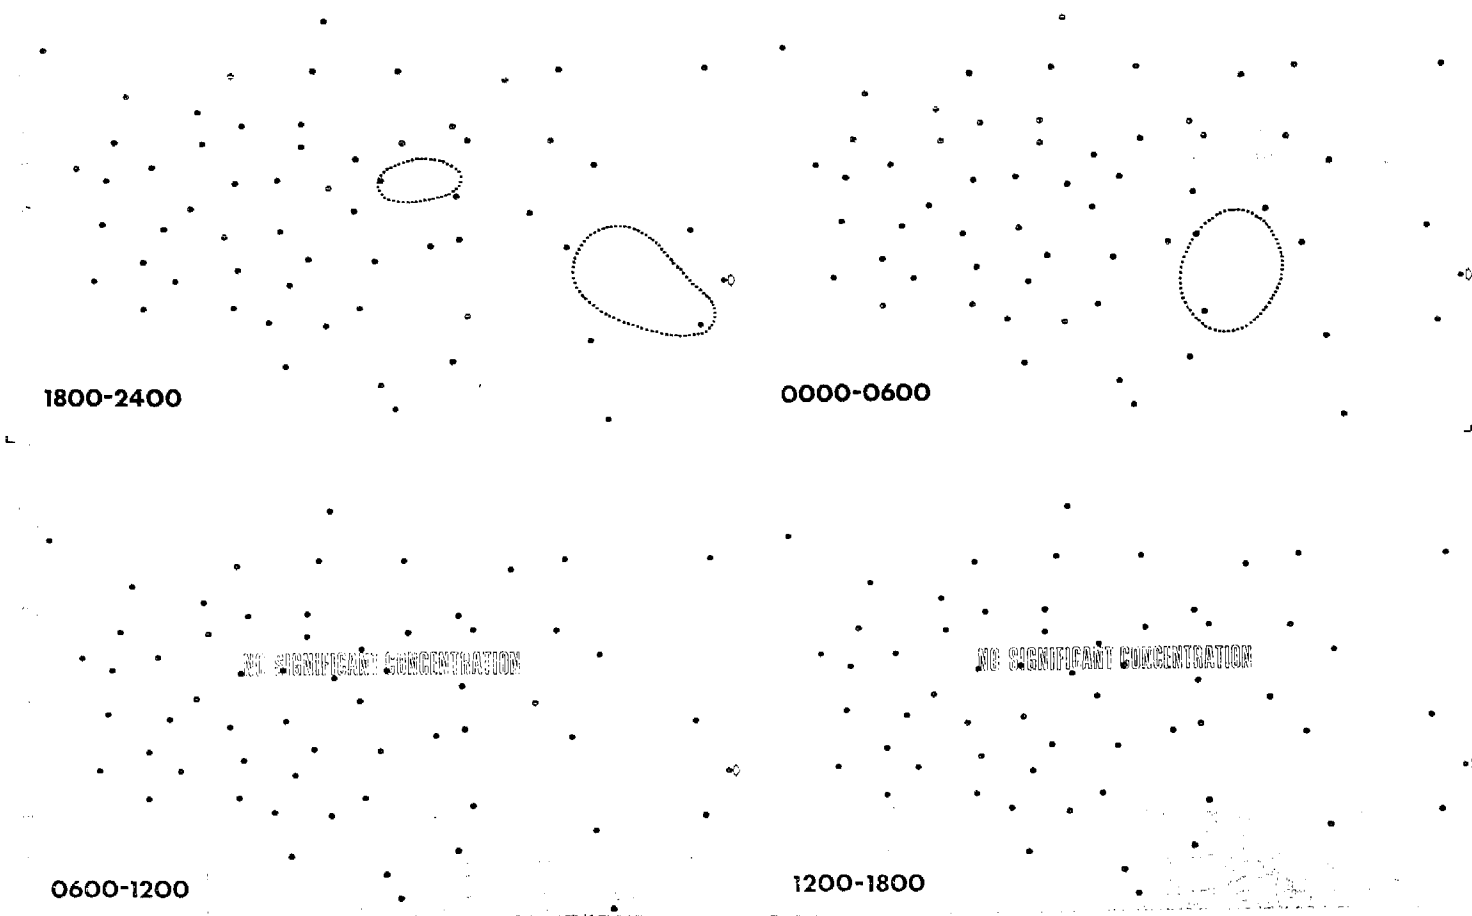 1800-2400
0000-0600
NO SIGNIFICANT CONCENTRATION
NO SIGNIFICANT CONCENTRATION
0600-1200
1200-1800